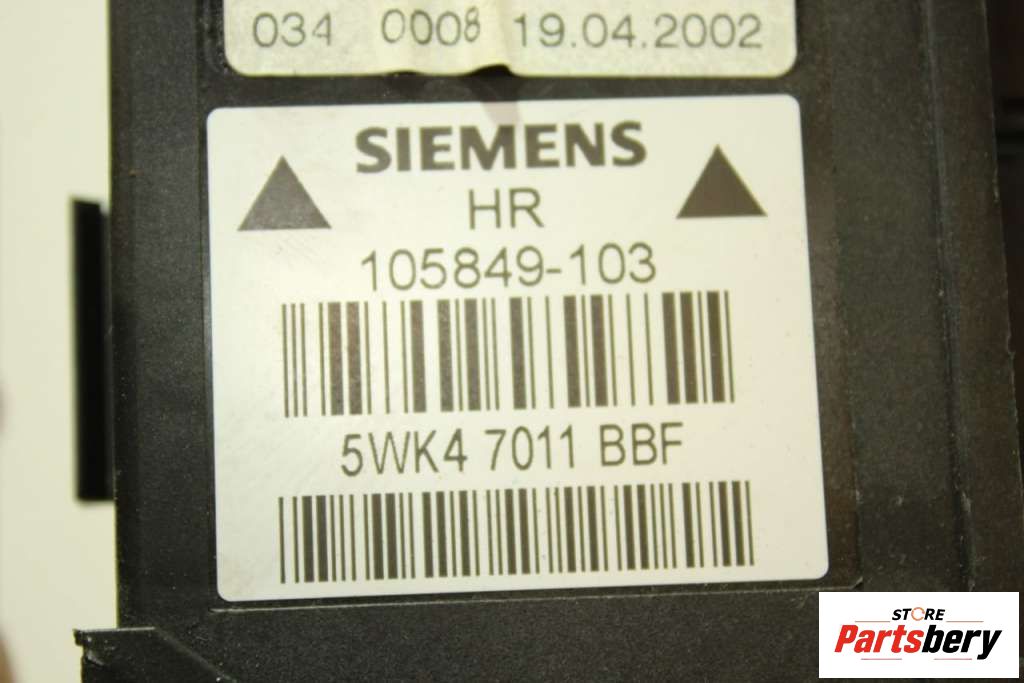 034 0008 19.04.2002
SIEMENS
HR
105849-103
5WK4 7011 BBF
STORE
Partsbery